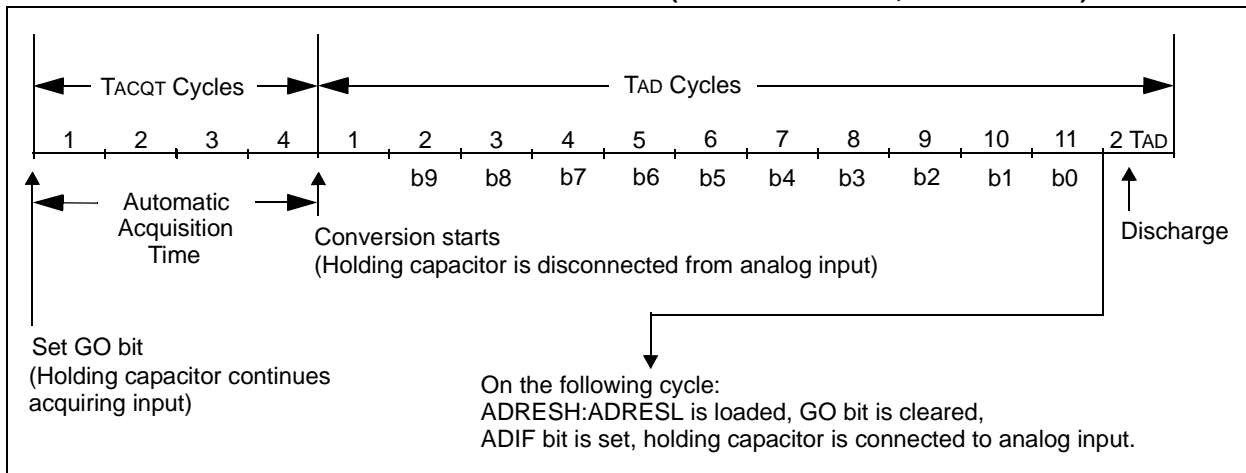 TACQT Cycles
TAD Cycles
1 2 3 4 1 2 3 4 5 6 7 8 9 10 11 2 TAD
b9 b8 b7 b6 b5 b4 b3 b2 b1 b0
Automatic
Acquisition
Time
Conversion starts
(Holding capacitor is disconnected from analog input)
Discharge
Set GO bit
(Holding capacitor continues
acquiring input)
On the following cycle:
ADRESH:ADRESL is loaded, GO bit is cleared,
ADIF bit is set, holding capacitor is connected to analog input.